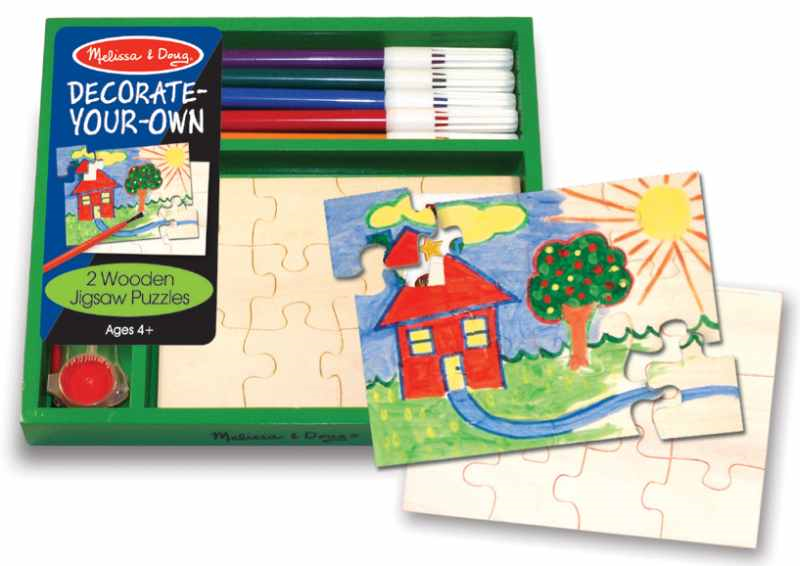 Melissa & Doug
DECORATE-
YOUR-OWN
2 Wooden
Jigsaw Puzzles
Ages 4+
Melissa & Doug